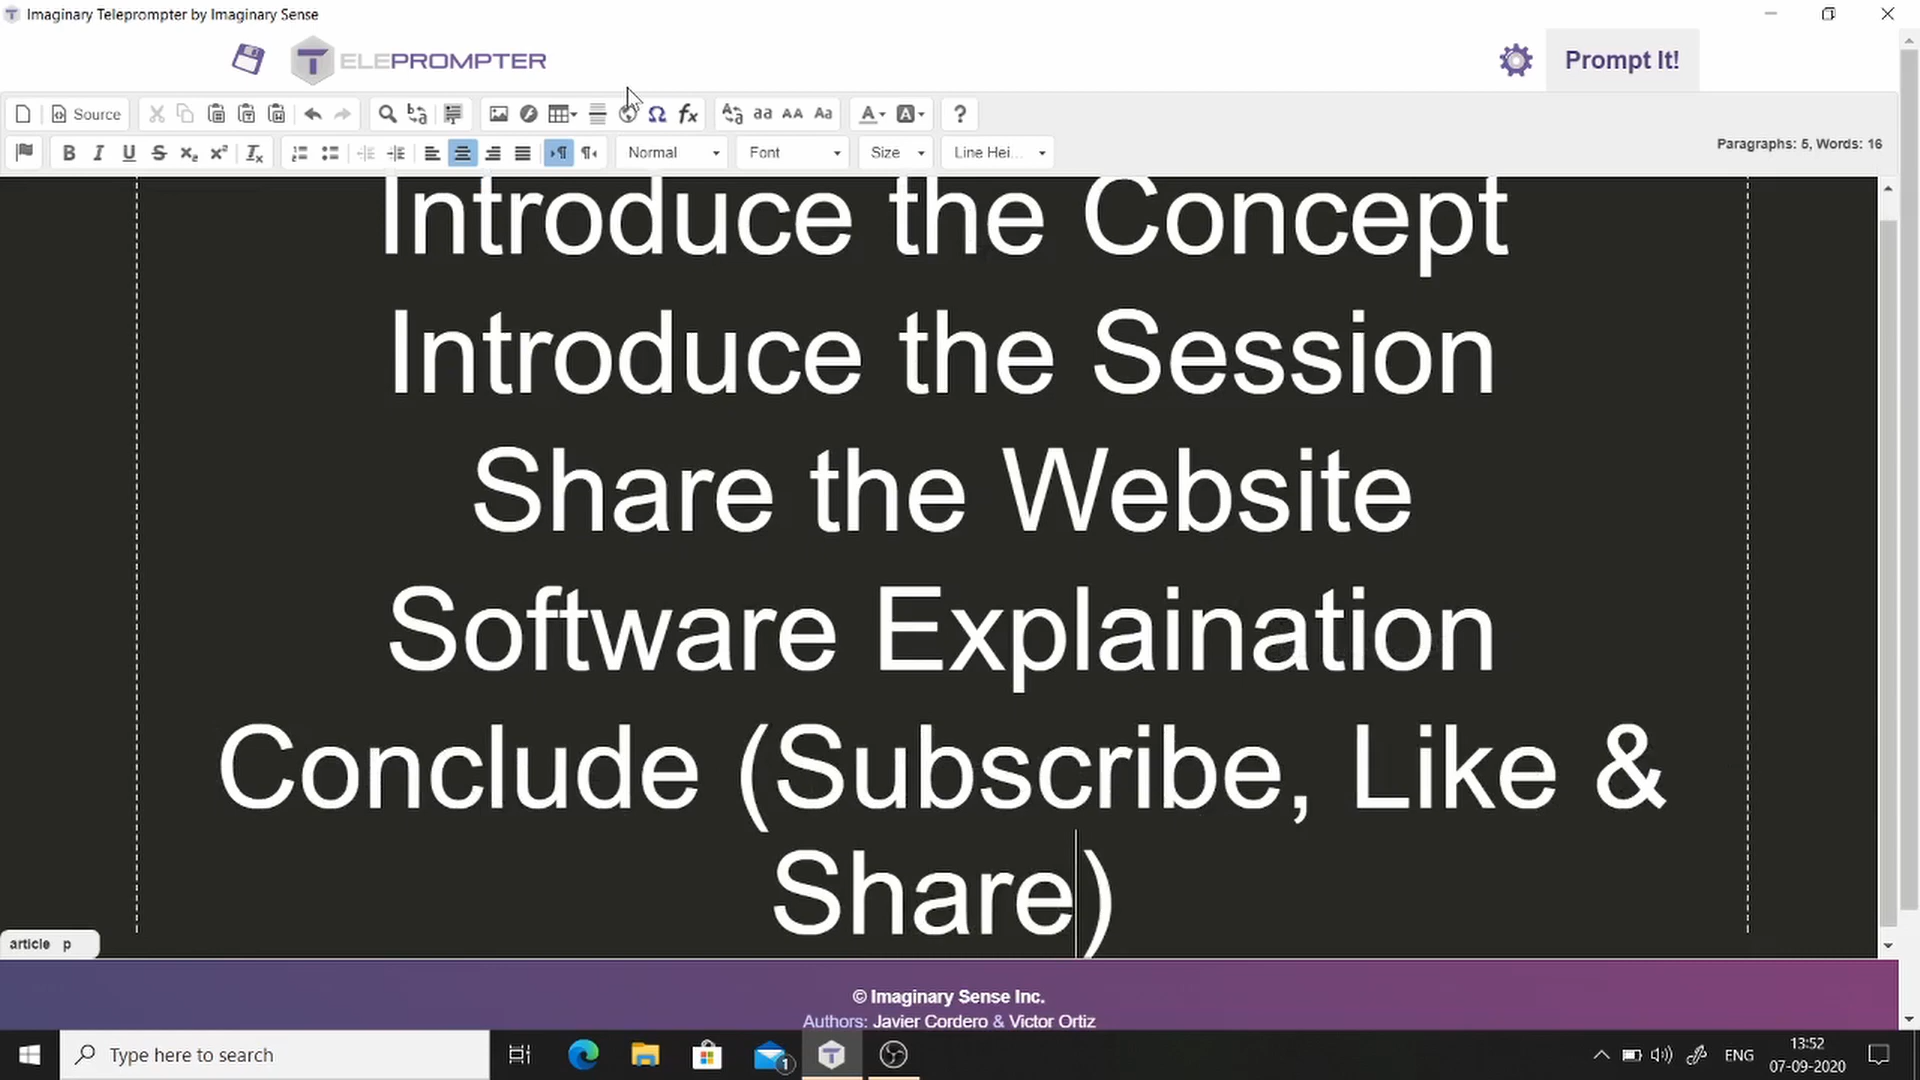 Imaginary Teleprompter by Imaginary Sense
TELEPROMPTER
Prompt It!
Source
Paragraphs: 5, Words: 16
Normal
Font
Size
Line Hei...
Introduce the Concept
Introduce the Session
Share the Website
Software Explaination
Conclude (Subscribe, Like &
Share)
article p
© Imaginary Sense Inc.
Authors: Javier Cordero & Victor Ortiz
Type here to search
1
ENG
13:52
07-09-2020